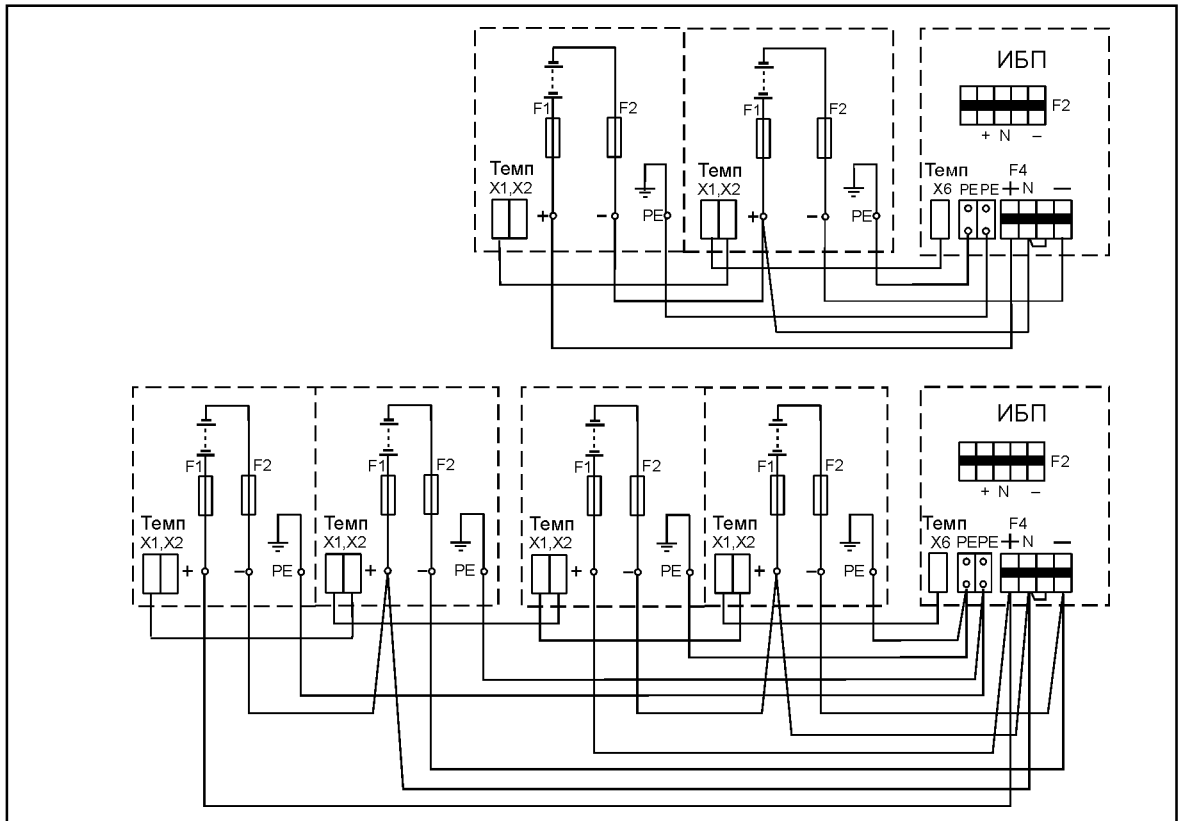 ИБП
F1 F2 F1 F2 F2
+ N –
Темп Темп Темп F4
X1,X2 X1,X2 X6 PE PE + N –
+ – PE + – PE
ИБП
F1 F2 F1 F2 F1 F2 F1 F2 F2
+ N –
Темп Темп Темп Темп Темп F4
X1,X2 X1,X2 X1,X2 X1,X2 X6 PE PE + N –
+ – PE + – PE + – PE + – PE